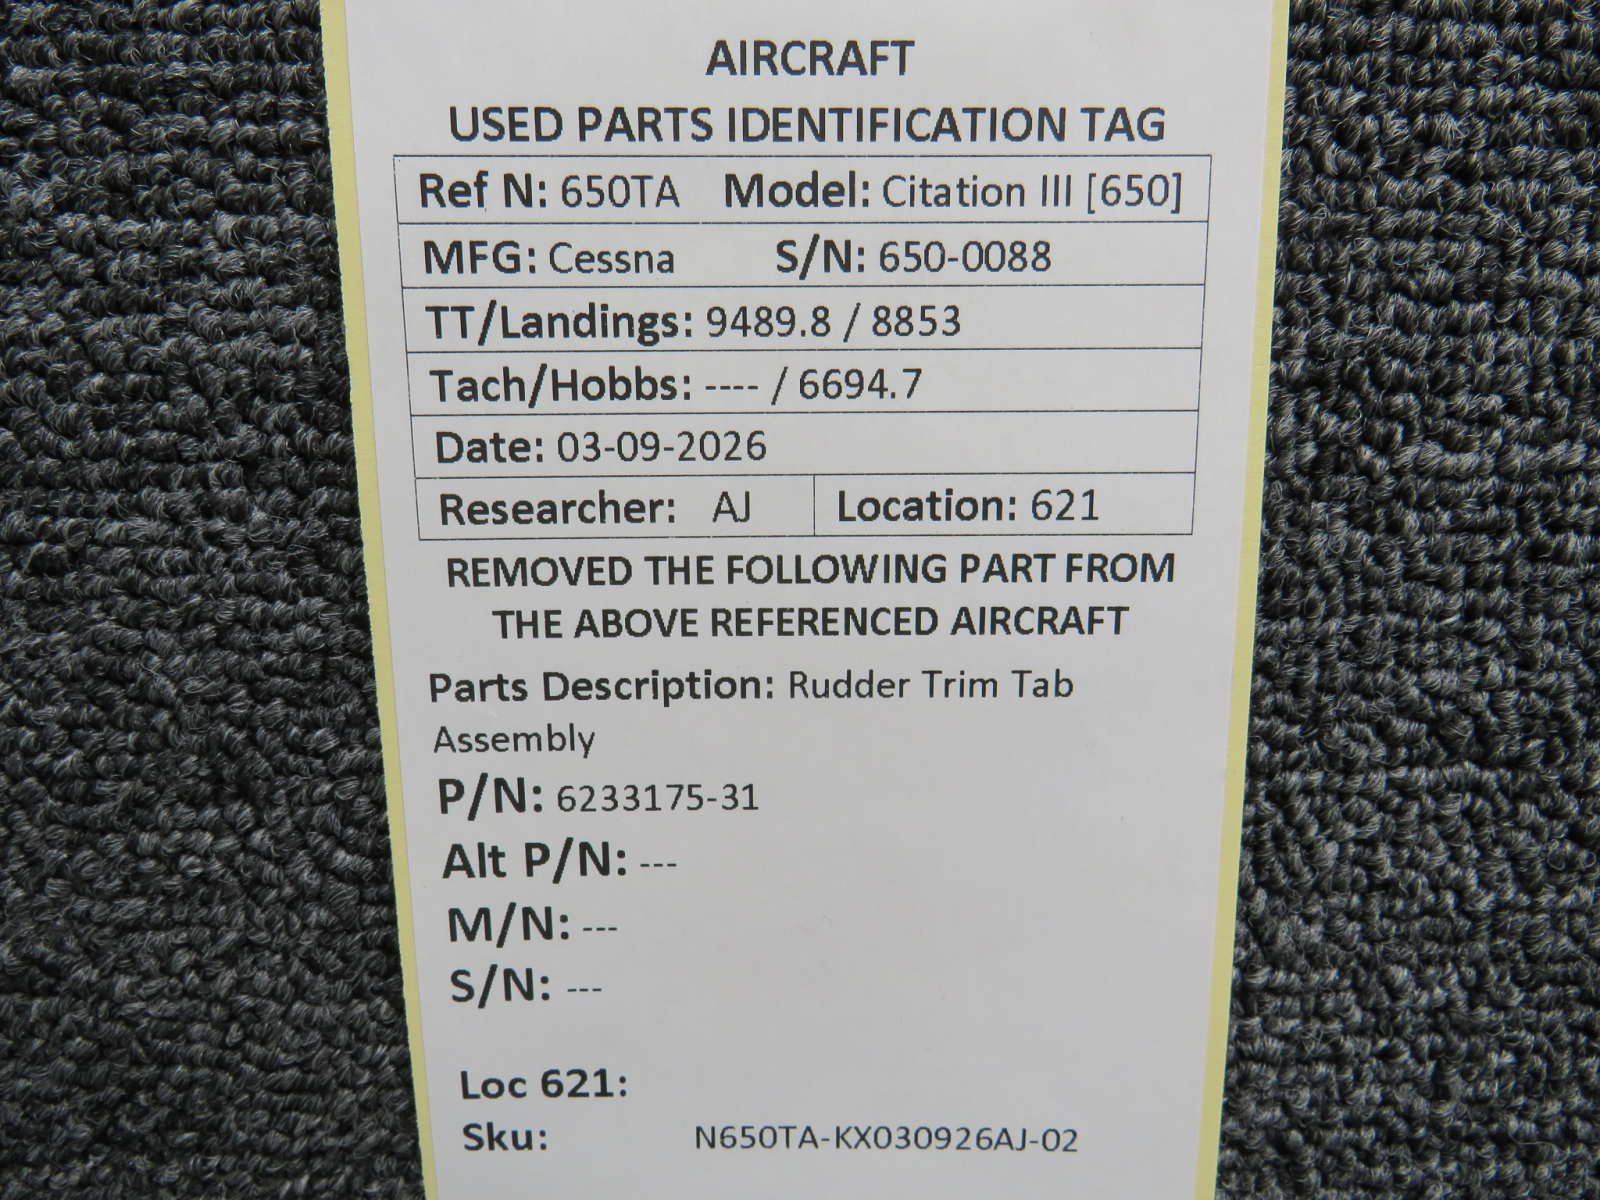 AIRCRAFT
USED PARTS IDENTIFICATION TAG
Ref N: 650TA Model: Citation III [650]
MFG: Cessna S/N: 650-0088
TT/Landings: 9489.8 / 8853
Tach/Hobbs: ---- / 6694.7
Date: 03-09-2026
Researcher: AJ Location: 621
REMOVED THE FOLLOWING PART FROM
THE ABOVE REFERENCED AIRCRAFT
Parts Description: Rudder Trim Tab
Assembly
P/N: 6233175-31
Alt P/N: ---
M/N: ---
S/N: ---
Loc 621:
Sku: N650TA-KX030926AJ-02